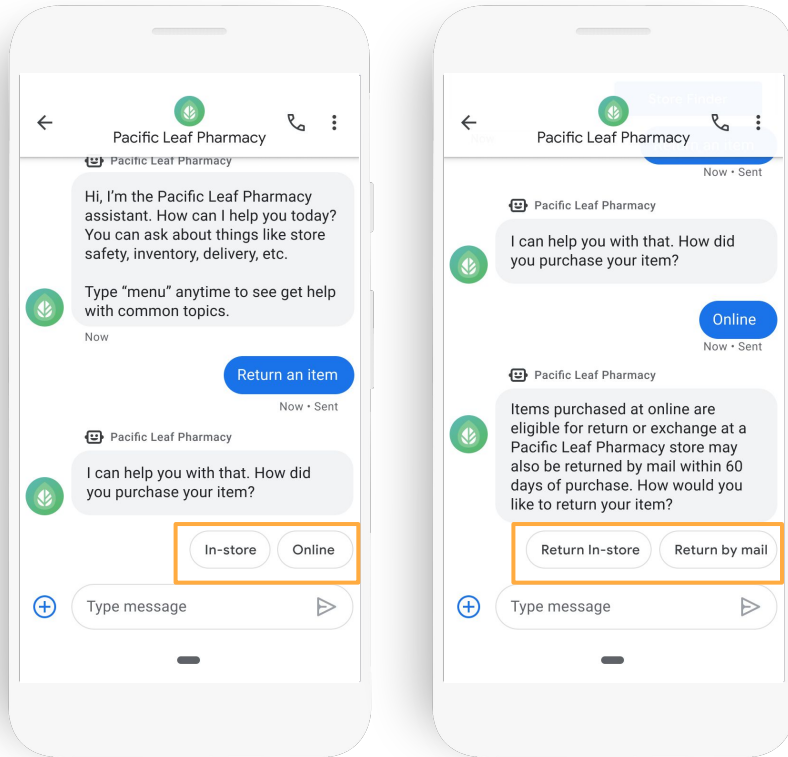 Pacific Leaf Pharmacy
Pacific Leaf Pharmacy
Hi, I’m the Pacific Leaf Pharmacy
assistant. How can I help you today?
You can ask about things like store
safety, inventory, delivery, etc.
Type “menu” anytime to see get help
with common topics.
Now
Return an item
Now • Sent
Pacific Leaf Pharmacy
I can help you with that. How did
you purchase your item?
In-store
Online
Type message
Pacific Leaf Pharmacy
Now • Sent
Pacific Leaf Pharmacy
I can help you with that. How did
you purchase your item?
Online
Now • Sent
Pacific Leaf Pharmacy
Items purchased at online are
eligible for return or exchange at a
Pacific Leaf Pharmacy store may
also be returned by mail within 60
days of purchase. How would you
like to return your item?
Return In-store
Return by mail
Type message